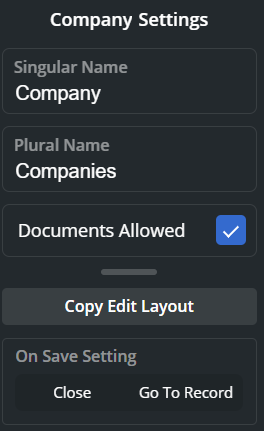 Company Settings
Singular Name
Company
Plural Name
Companies
Documents Allowed
Copy Edit Layout
On Save Setting
Close Go To Record